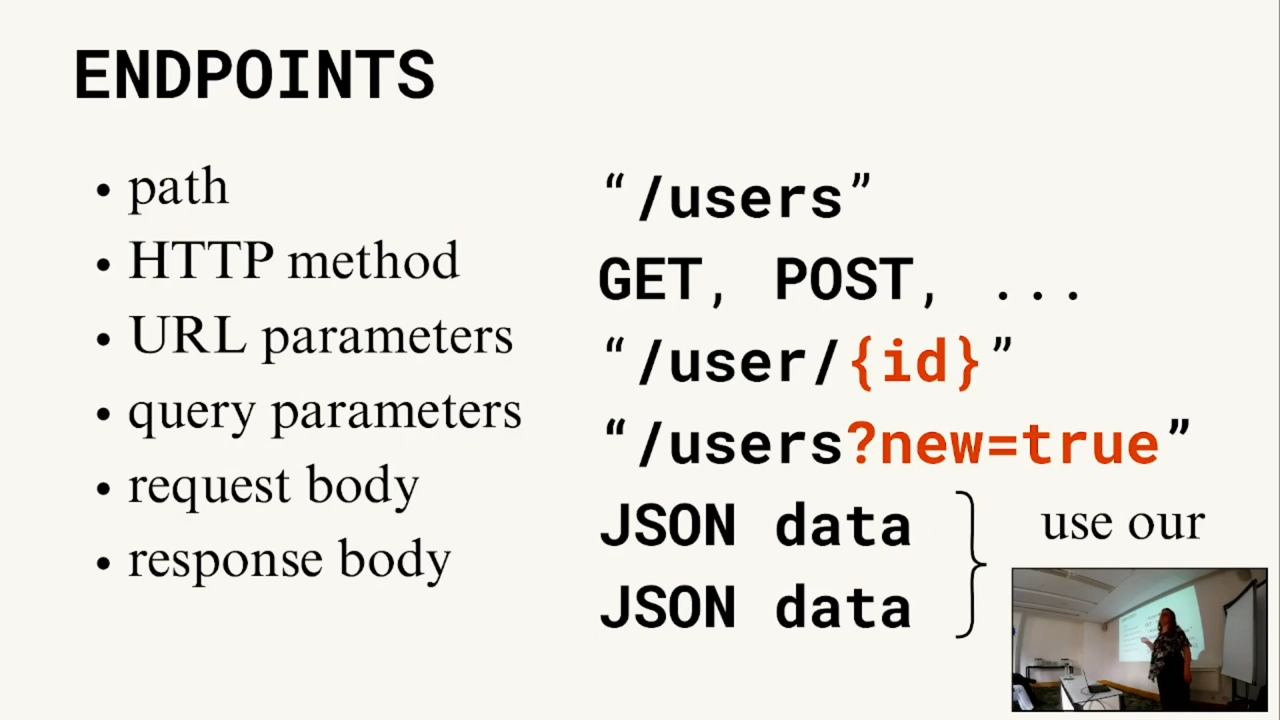 ENDPOINTS
• path
• HTTP method
• URL parameters
• query parameters
• request body
• response body
“/users”
GET, POST, ...
“/user/{id}”
“/users?new=true”
JSON data
JSON data
use our